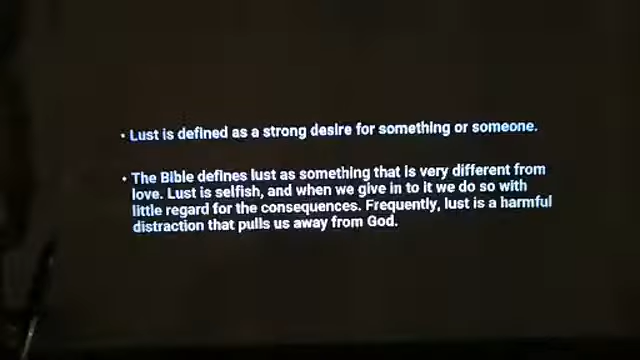 • Lust is defined as a strong desire for something or someone.
• The Bible defines lust as something that is very different from
love. Lust is selfish, and when we give in to it we do so with
little regard for the consequences. Frequently, lust is a harmful
distraction that pulls us away from God.